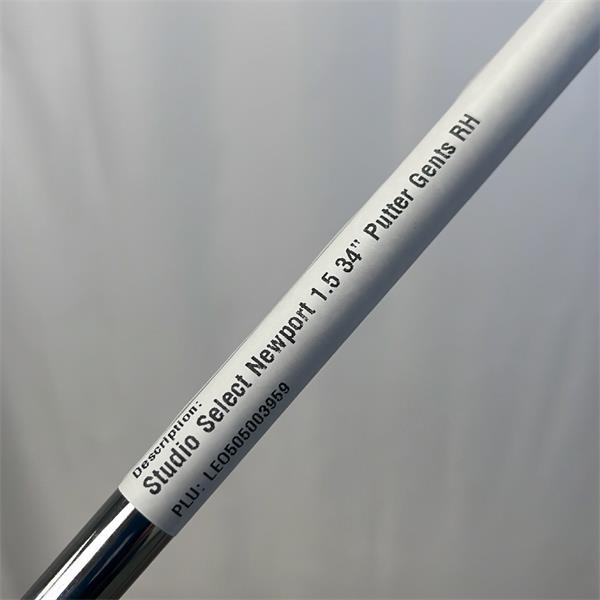 Description:
Studio Select Newport 1.5 34" Putter Gents RH
PLU: LEO505003959